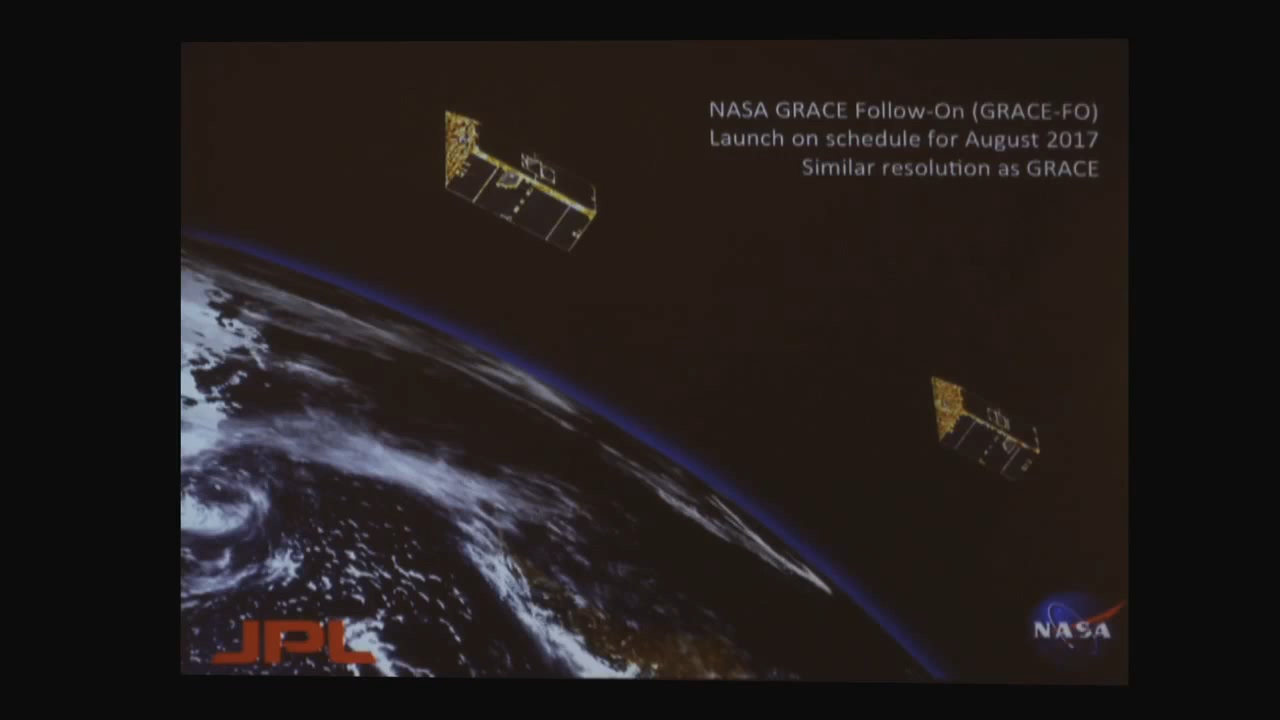 NASA GRACE Follow-On (GRACE-FO)
Launch on schedule for August 2017
Similar resolution as GRACE
JPL
NASA